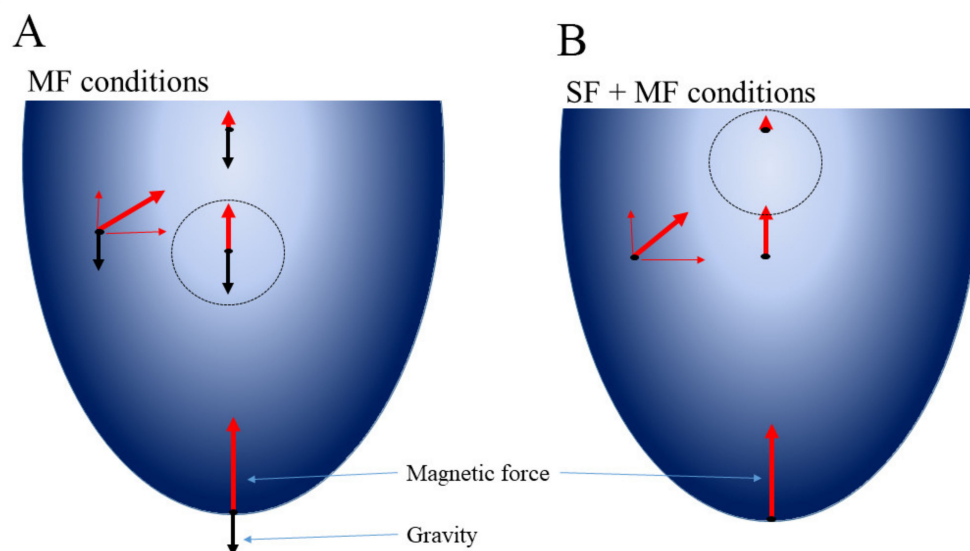 A
MF conditions
B
SF + MF conditions
Magnetic force
Gravity